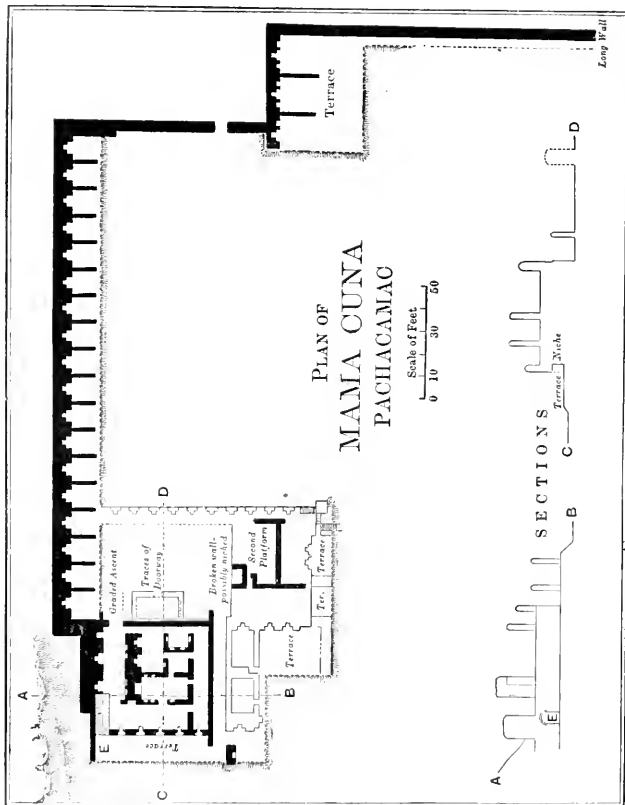 PLAN OF
MAMA CUNA
PACHACAMAC
Scale of Feet
0 10 30 50
Terrace
Long Wall
Graded Ascent
Traces of
Doorway
Broken wall-
possibly niched.
Second
Platform
Terrace
Ter.
Terrace
Terrace
E
A
B
C
D
SECTIONS
A
E
B
C
Terrace
Niche
D